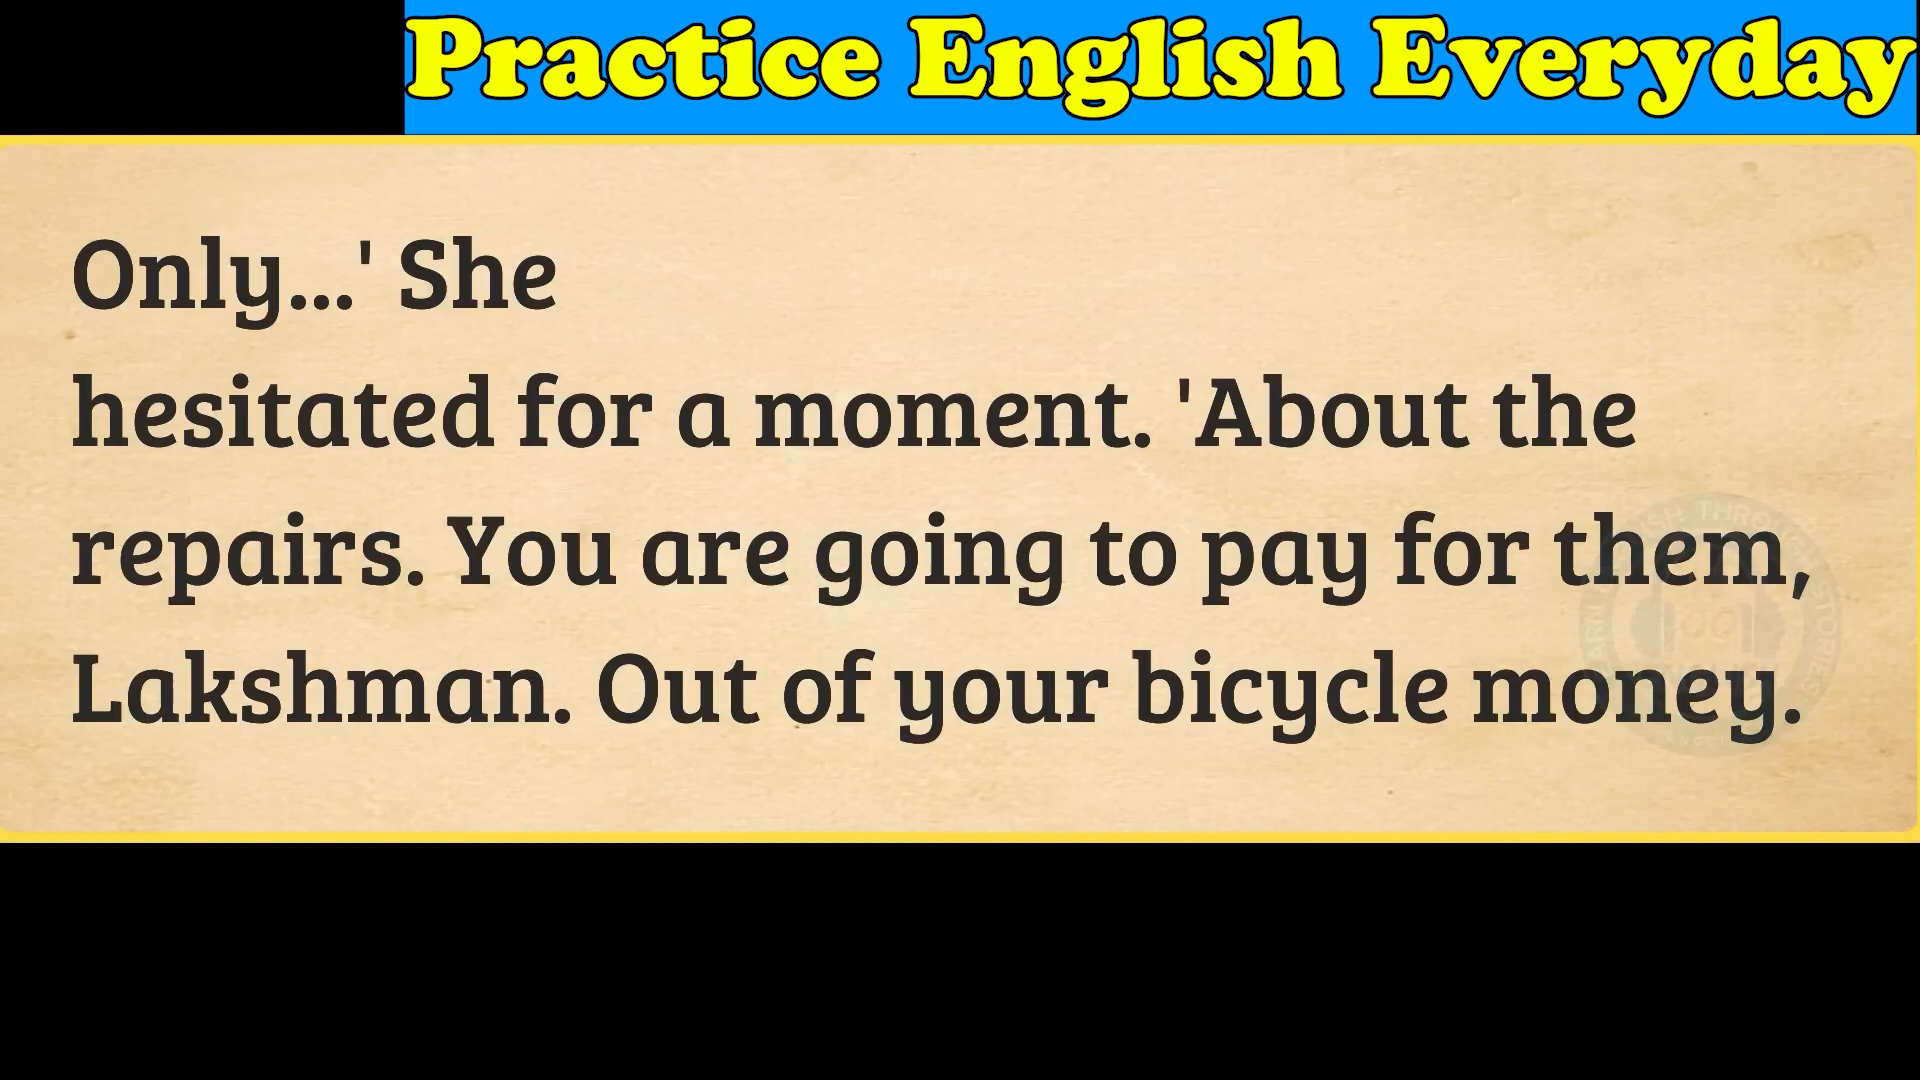 Practice English Everyday
Only...' She
hesitated for a moment. 'About the
repairs. You are going to pay for them,
Lakshman. Out of your bicycle money.